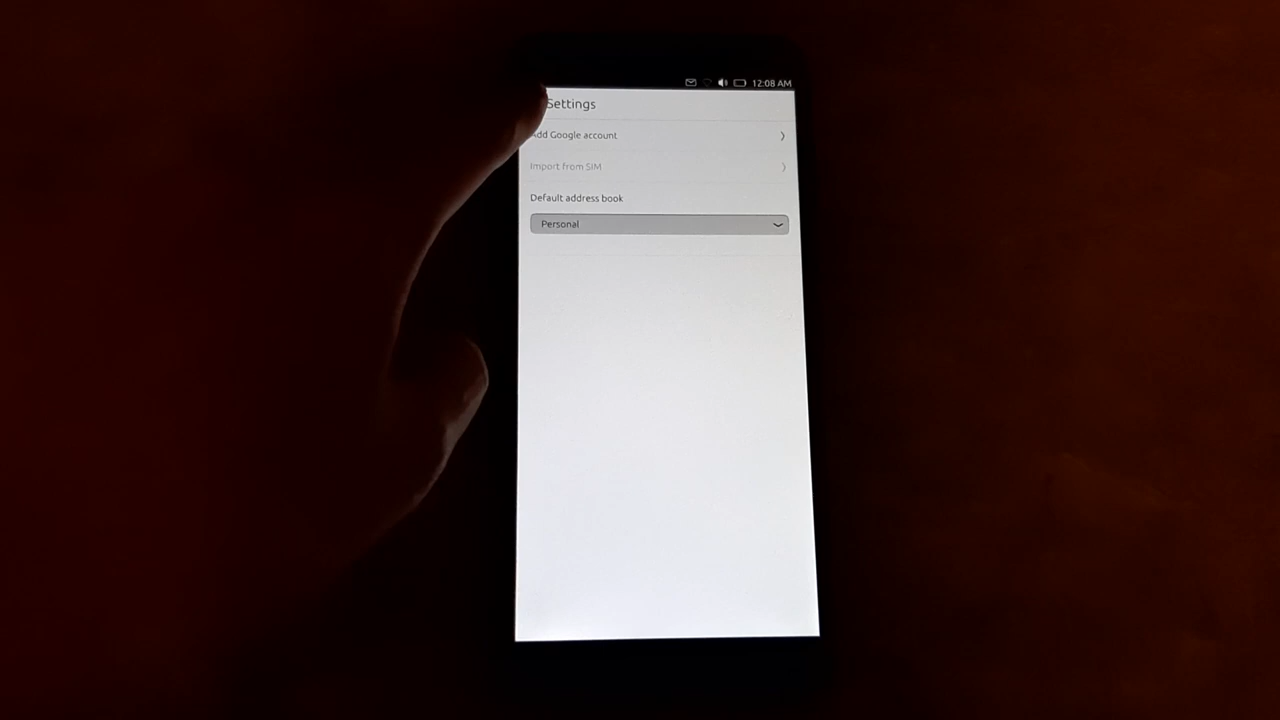 12:08 AM
Settings
Add Google account
Import from SIM
Default address book
Personal